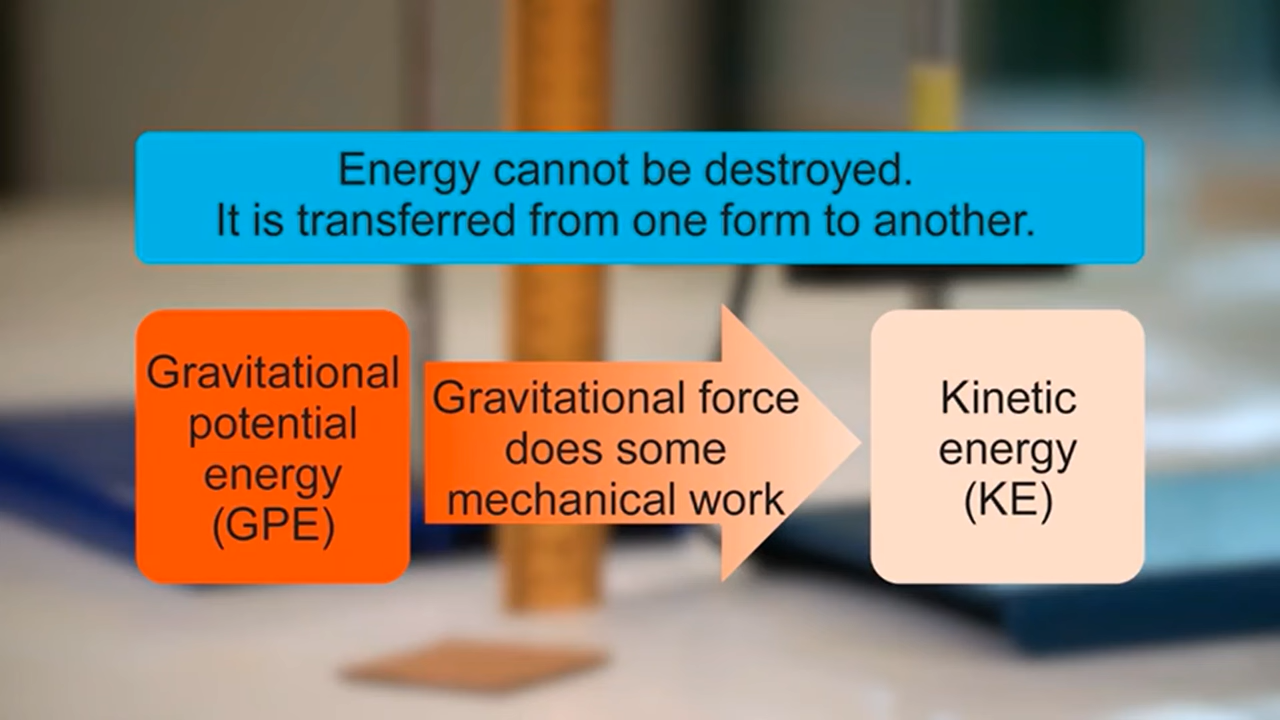 Energy cannot be destroyed.
It is transferred from one form to another.
Gravitational
potential
energy
(GPE)
Gravitational force
does some
mechanical work
Kinetic
energy
(KE)